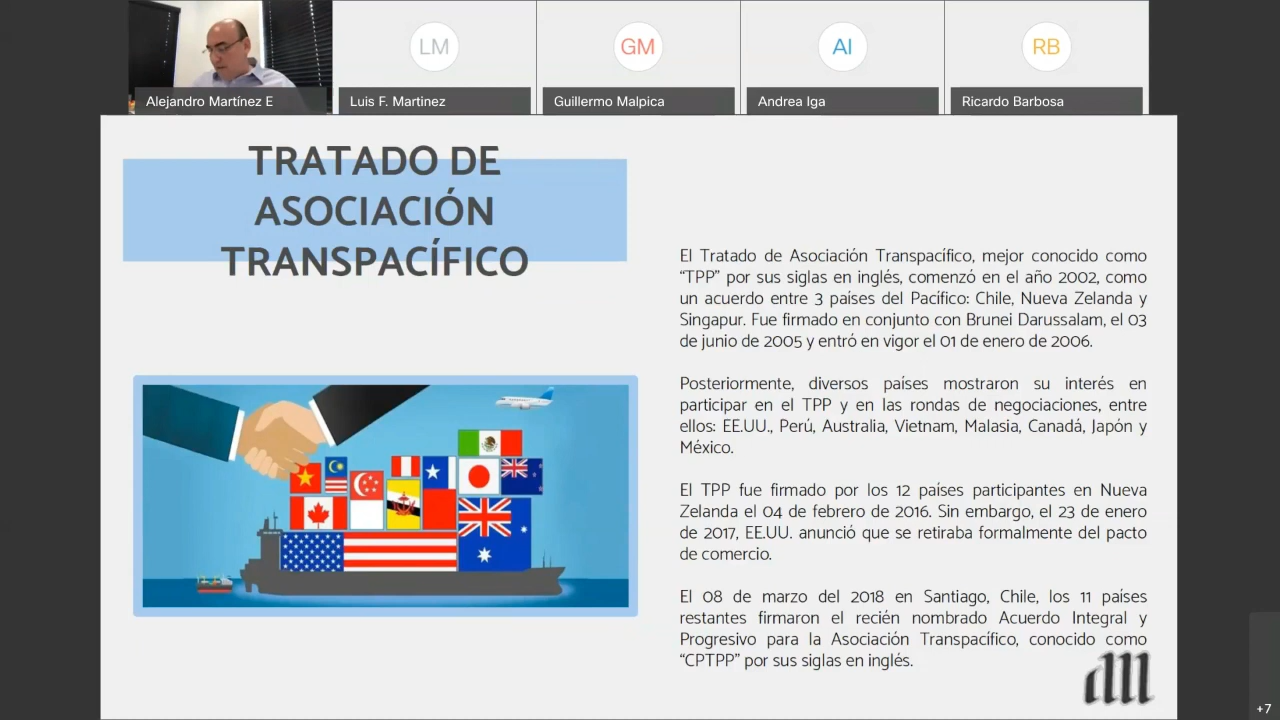 LM
GM
AI
RB
Alejandro Martínez E
Luis F. Martinez
Guillermo Malpica
Andrea Iga
Ricardo Barbosa
TRATADO DE
ASOCIACIÓN
TRANSPACÍFICO
El Tratado de Asociación Transpacífico, mejor conocido como
“TPP” por sus siglas en inglés, comenzó en el año 2002, como
un acuerdo entre 3 países del Pacífico: Chile, Nueva Zelanda y
Singapur. Fue firmado en conjunto con Brunei Darussalam, el 03
de junio de 2005 y entró en vigor el 01 de enero de 2006.
Posteriormente, diversos países mostraron su interés en
participar en el TPP y en las rondas de negociaciones, entre
ellos: EE.UU., Perú, Australia, Vietnam, Malasia, Canadá, Japón y
México.
El TPP fue firmado por los 12 países participantes en Nueva
Zelanda el 04 de febrero de 2016. Sin embargo, el 23 de enero
de 2017, EE.UU. anunció que se retiraba formalmente del pacto
de comercio.
El 08 de marzo del 2018 en Santiago, Chile, los 11 países
restantes firmaron el recién nombrado Acuerdo Integral y
Progresivo para la Asociación Transpacífico, conocido como
“CPTPP” por sus siglas en inglés.
+7